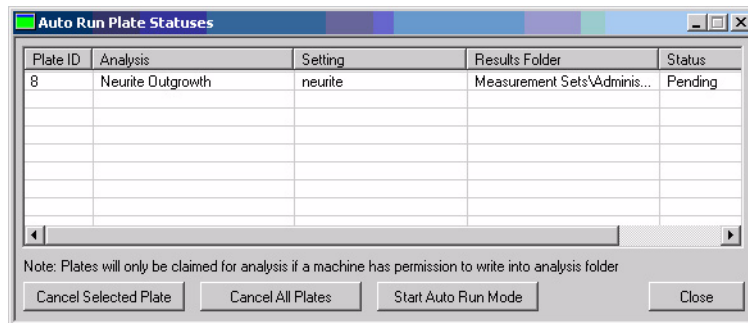 Auto Run Plate Statuses
Plate ID Analysis Setting Results Folder Status
8 Neurite Outgrowth neurite Measurement Sets\Adminis... Pending
Note: Plates will only be claimed for analysis if a machine has permission to write into analysis folder
Cancel Selected Plate Cancel All Plates Start Auto Run Mode Close